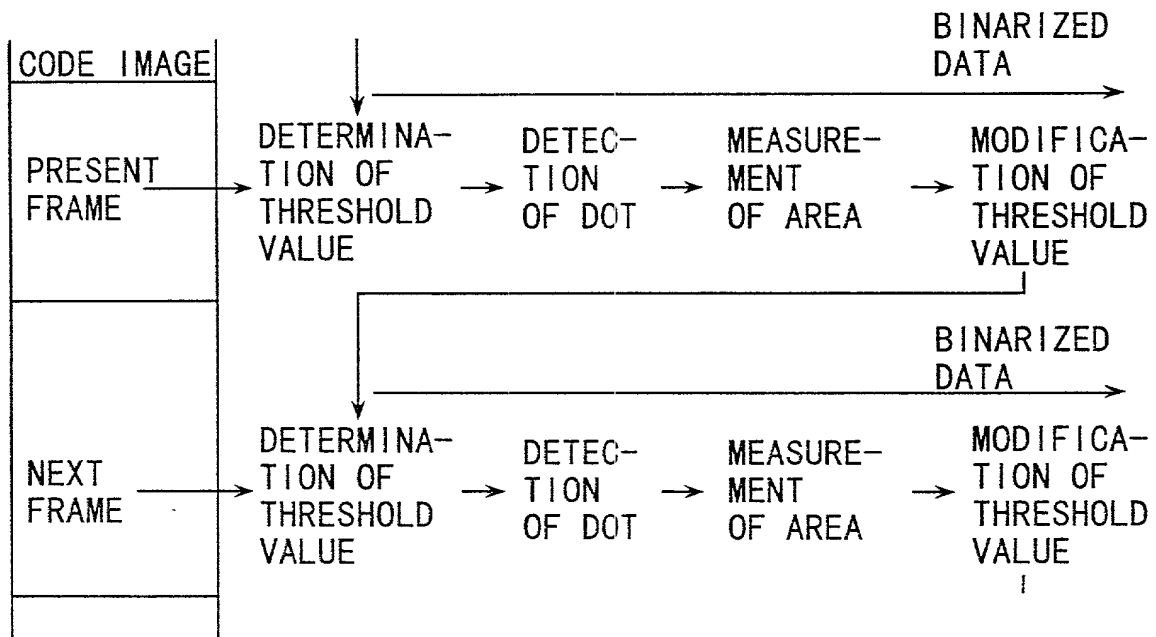 BINARIZED
DATA
CODE IMAGE
PRESENT
FRAME
DETERMINA-
TION OF
THRESHOLD
VALUE
DETEC-
TION
OF DOT
MEASURE-
MENT
OF AREA
MODIFICA-
TION OF
THRESHOLD
VALUE
BINARIZED
DATA
NEXT
FRAME
DETERMINA-
TION OF
THRESHOLD
VALUE
DETEC-
TION
OF DOT
MEASURE-
MENT
OF AREA
MODIFICA-
TION OF
THRESHOLD
VALUE